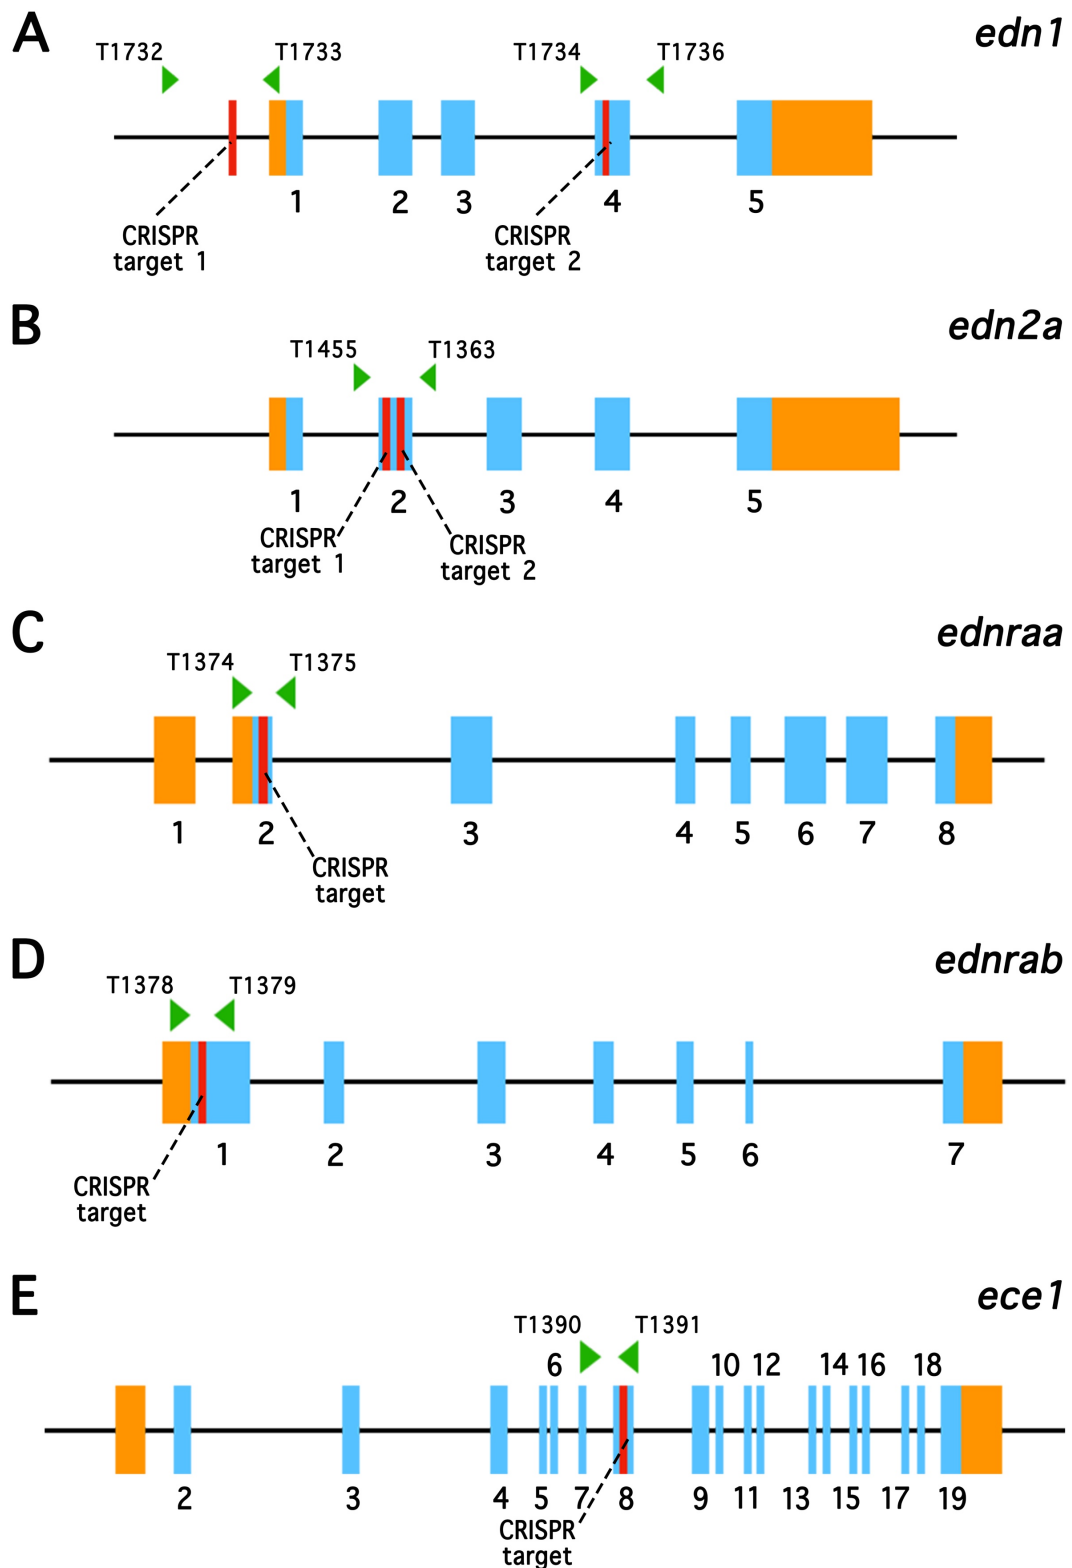 A
edn1
T1732
T1733
T1734
T1736
1
2
3
4
5
CRISPR
target 1
CRISPR
target 2
B
edn2a
T1455
T1363
1
2
3
4
5
CRISPR
target 1
CRISPR
target 2
C
ednraa
T1374
T1375
1
2
3
4
5
6
7
8
CRISPR
target
D
ednrab
T1378
T1379
1
2
3
4
5
6
7
CRISPR
target
E
ece1
T1390
T1391
6
10
12
14
16
18
2
3
4
5
7
8
9
11
13
15
17
19
CRISPR
target